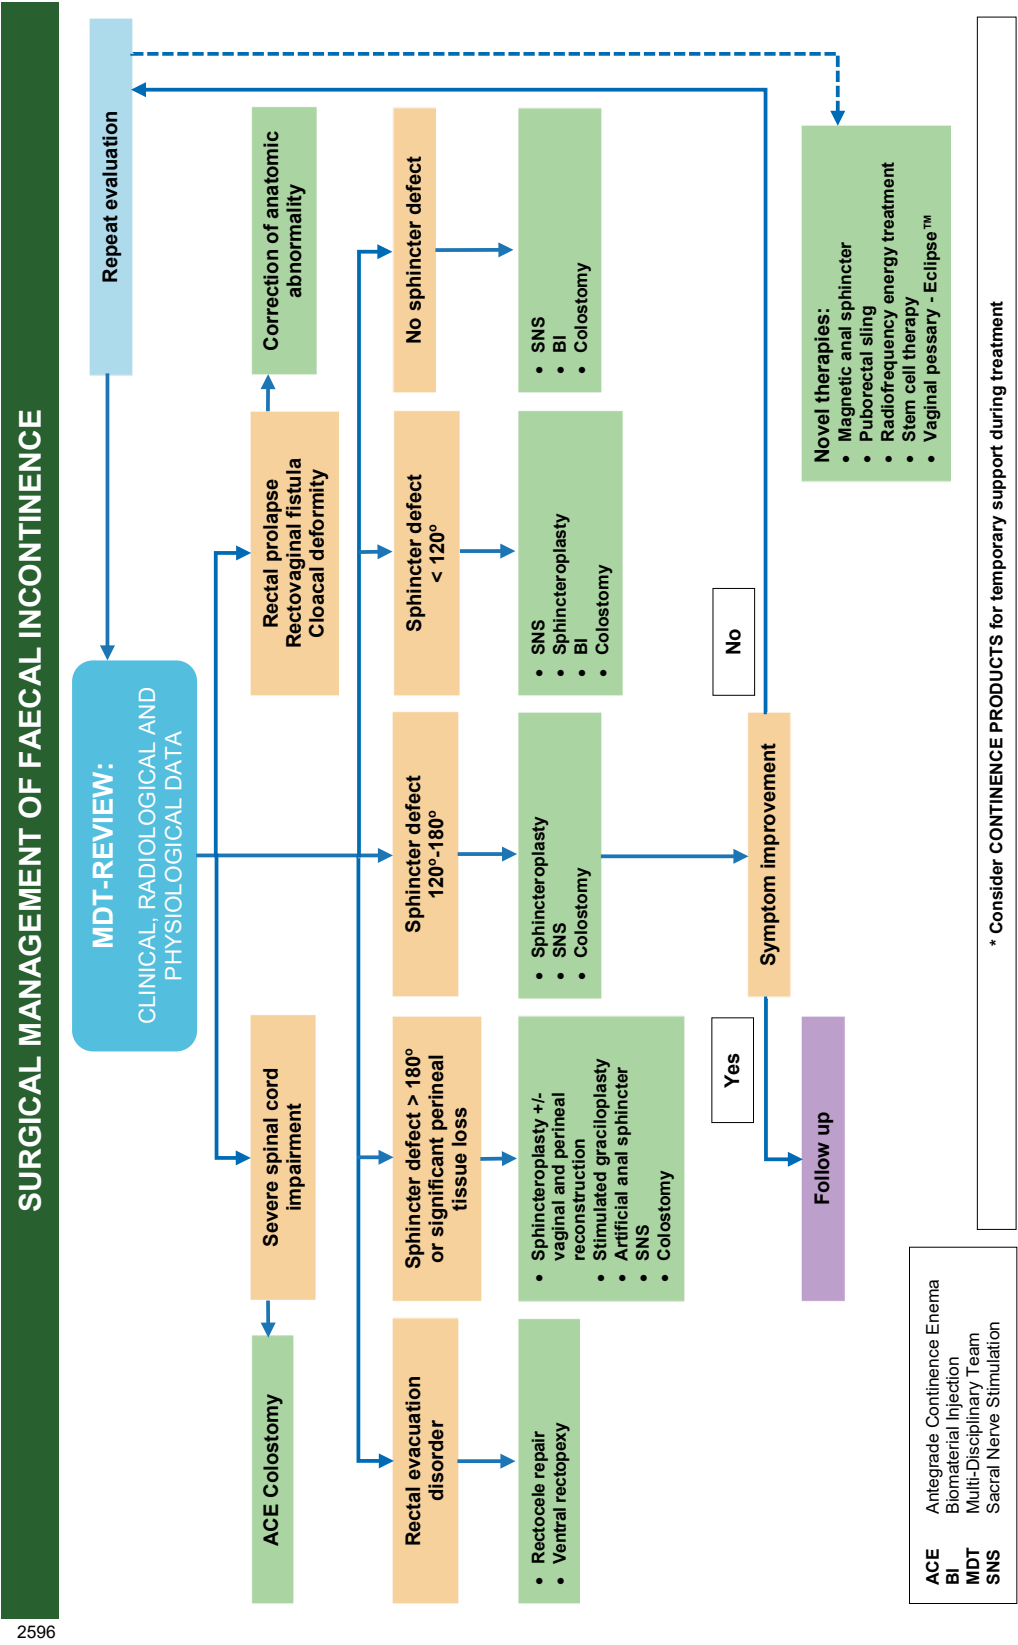 SURGICAL MANAGEMENT OF FAECAL INCONTINENCE
MDT-REVIEW:
CLINICAL, RADIOLOGICAL AND
PHYSIOLOGICAL DATA
Repeat evaluation
ACE Colostomy
Severe spinal cord
impairment
Rectal prolapse
Rectovaginal fistula
Cloacal deformity
Correction of anatomic
abnormality
Rectal evacuation
disorder
Sphincter defect > 180º
or significant perineal
tissue loss
Sphincter defect
120º-180º
Sphincter defect
< 120º
No sphincter defect
• Rectocele repair
• Ventral rectopexy
• Sphincteroplasty +/-
vaginal and perineal
reconstruction
• Stimulated graciloplasty
• Artificial anal sphincter
• SNS
• Colostomy
• Sphincteroplasty
• SNS
• Colostomy
• SNS
• Sphincteroplasty
• BI
• Colostomy
• SNS
• BI
• Colostomy
Yes
Symptom improvement
No
Follow up
Novel therapies:
• Magnetic anal sphincter
• Puborectal sling
• Radiofrequency energy treatment
• Stem cell therapy
• Vaginal pessary - Eclipse™
ACE Antegrade Continence Enema
BI Biomaterial Injection
MDT Multi-Disciplinary Team
SNS Sacral Nerve Stimulation
* Consider CONTINENCE PRODUCTS for temporary support during treatment
2596